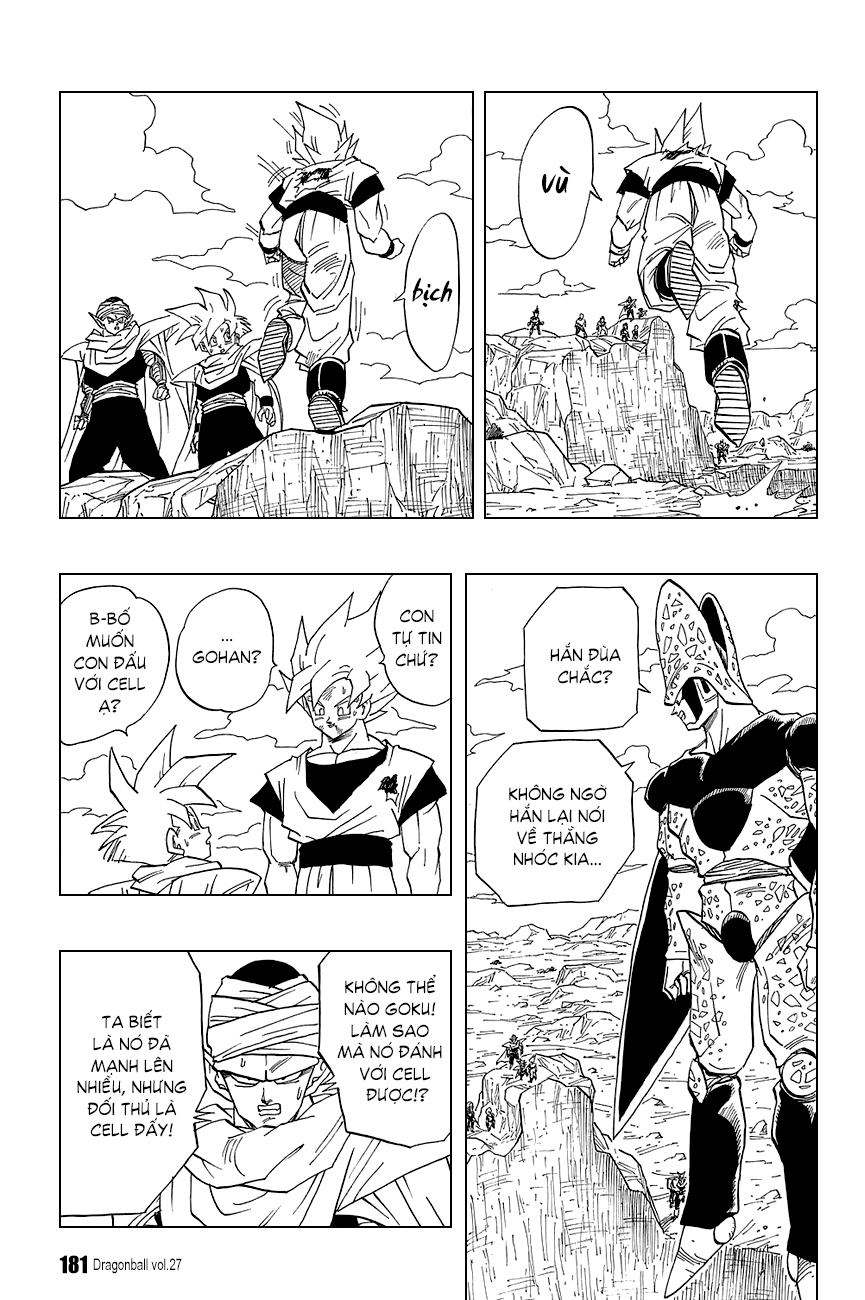 vù
bịch
HẮN ĐÙA
CHẮC?
KHÔNG NGỜ
HẮN LẠI NÓI
VỀ THẰNG
NHÓC KIA...
CON
TỰ TIN
CHỨ?
...
GOHAN?
B-BỐ
MUỐN
CON ĐẤU
VỚI CELL
Ạ?
KHÔNG THỂ
NÀO GOKU!
LÀM SAO
MÀ NÓ ĐÁNH
VỚI CELL
ĐƯỢC!?
TA BIẾT
LÀ NÓ ĐÃ
MẠNH LÊN
NHIỀU, NHƯNG
ĐỐI THỦ LÀ
CELL ĐẤY!
181 Dragonball vol.27